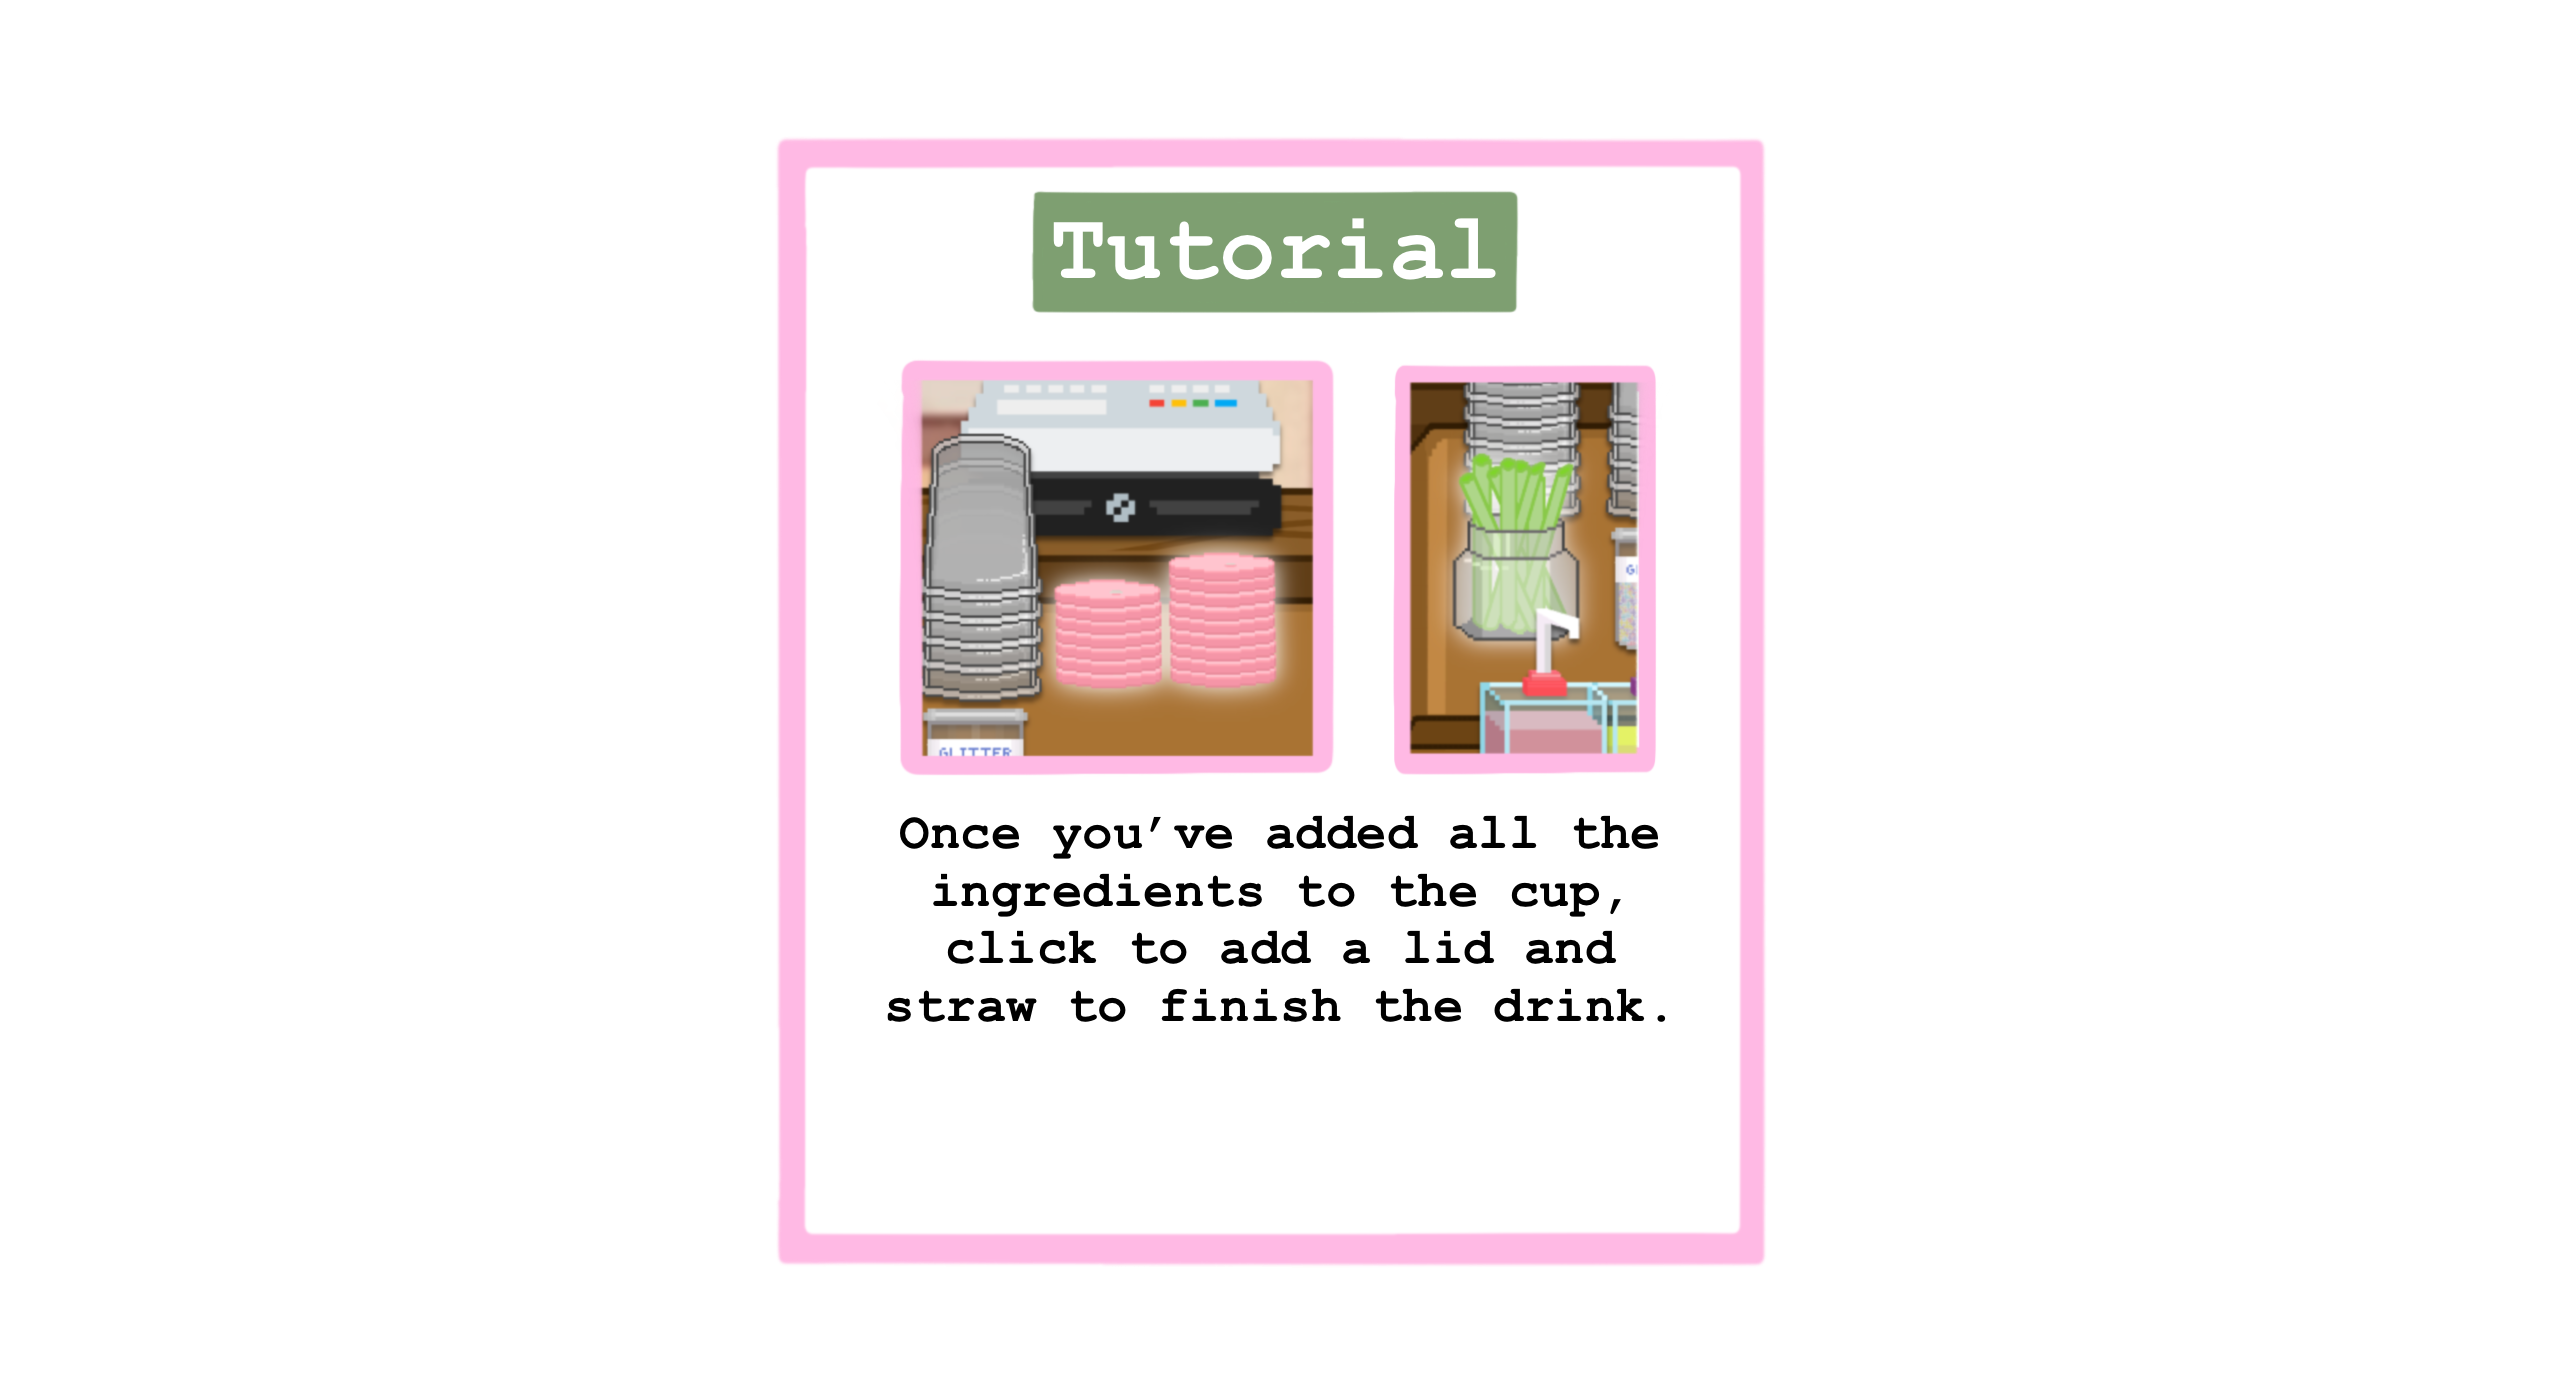 Tutorial
GLITTER
Once you’ve added all the
ingredients to the cup,
click to add a lid and
straw to finish the drink.